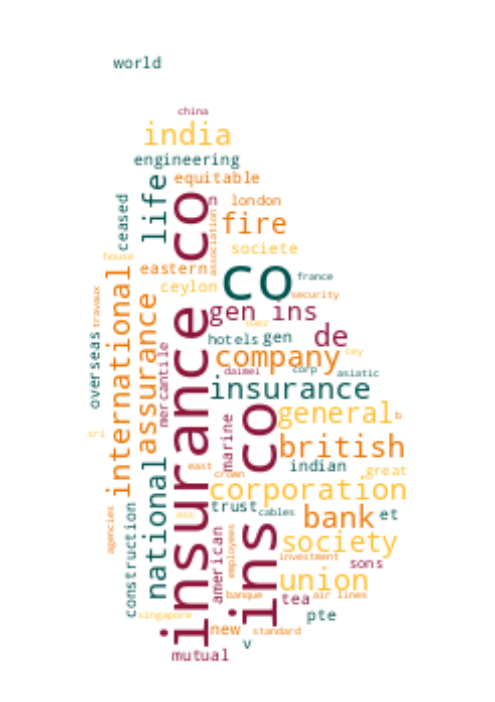 world
china
india
engineering
equitable
life
co
n
london
ceased
association
fire
societe
house
eastern
co
france
ceylon
security
travaux
international
assurance
insurance
gen ins
suez
overseas
mercantile
hotels
gen
de
company
cey
daimei
corp
asiatic
insurance
ins co
general
b
sri
marine
british
east
indian
crown
great
national
corporation
construction
agencies
ass
trust
cables
bank
et
american
employees
society
investment
sons
union
banque
tea
air lines
singapore
pte
new
standard
v
mutual